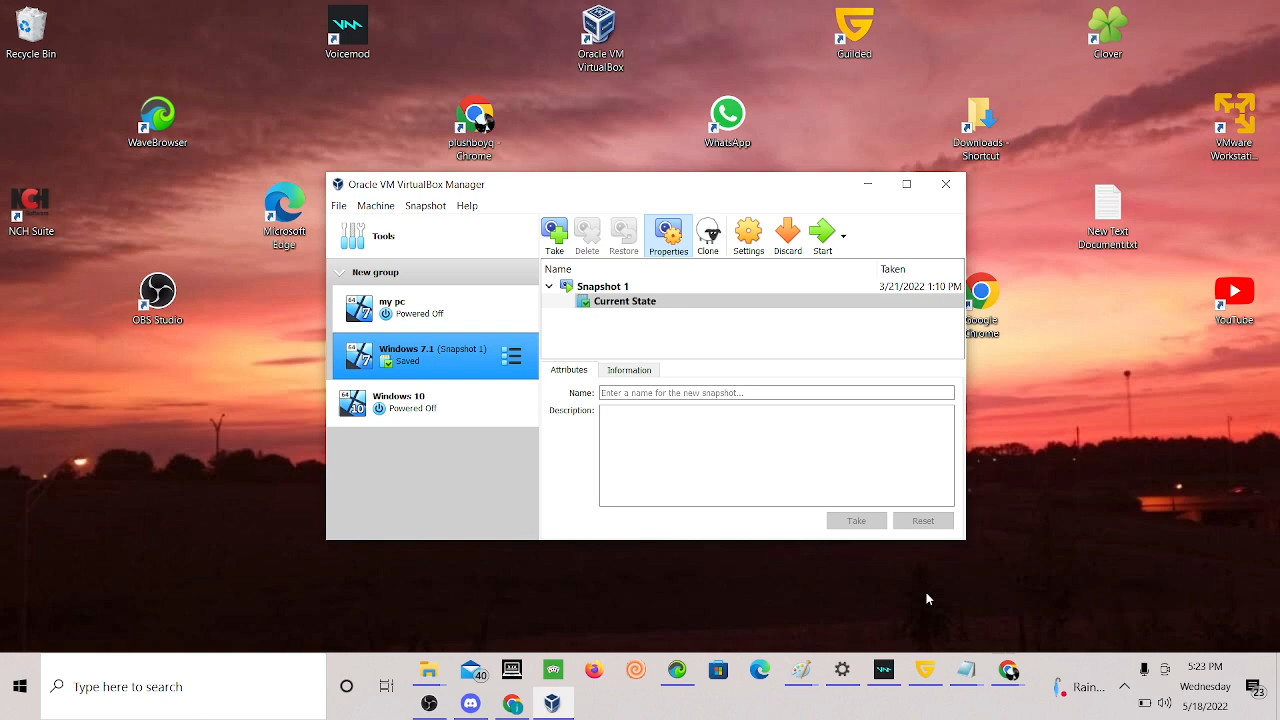 Recycle Bin
Voicemod
Oracle VM
VirtualBox
Guilded
Clover
WaveBrowser
plushboyq -
Chrome
WhatsApp
Downloads -
Shortcut
VMware
Workstati...
NCH Suite
Microsoft
Edge
New Text
Document.txt
OBS Studio
Google
Chrome
YouTube
Oracle VM VirtualBox Manager
File Machine Snapshot Help
Tools
Take Delete Restore Properties Clone Settings Discard Start
New group
my pc
Powered Off
Windows 7.1 (Snapshot 1)
Saved
Windows 10
Powered Off
Name Taken
Snapshot 1 3/21/2022 1:10 PM
Current State
Attributes Information
Name: Enter a name for the new snapshot...
Description:
Take Reset
Type here to search
40
Rain...
5:23 PM
Wednesday
5/18/2022
23